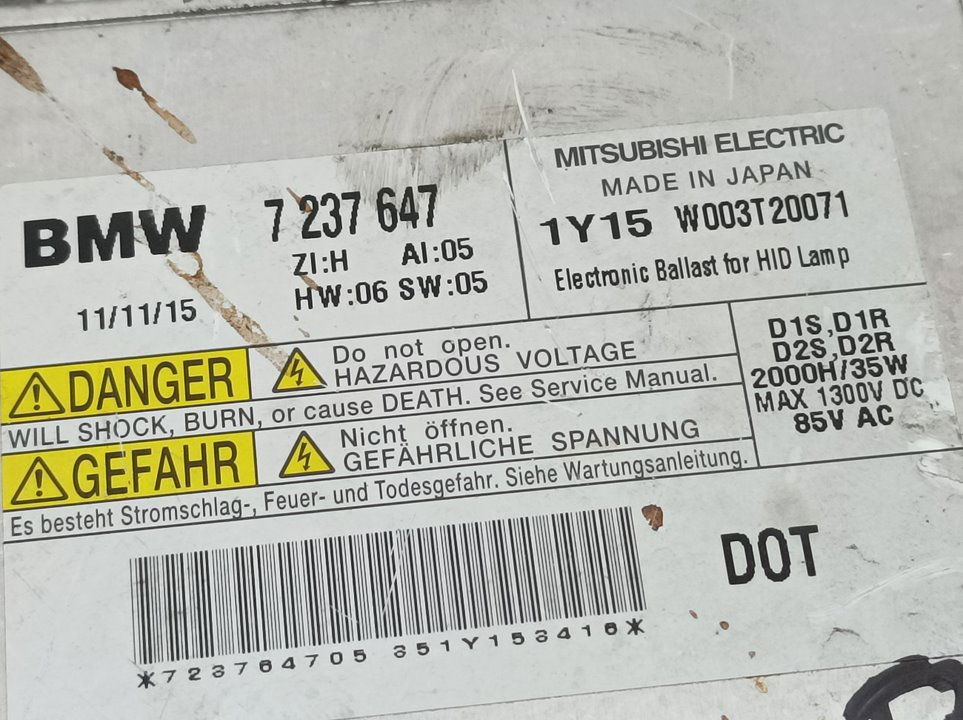 BMW 7 237 647
ZI:H AI:05
HW:06 SW:05
11/11/15
MITSUBISHI ELECTRIC
MADE IN JAPAN
1Y15 W003T20071
Electronic Ballast for HID Lamp
DANGER
Do not open.
HAZARDOUS VOLTAGE
WILL SHOCK, BURN, or cause DEATH. See Service Manual.
GEFAHR
Nicht öffnen.
GEFÄHRLICHE SPANNUNG
Es besteht Stromschlag-, Feuer- und Todesgefahr. Siehe Wartungsanleitung.
D1S,D1R
D2S,D2R
2000H/35W
MAX 1300V DC
85V AC
DOT
*723764705 351Y153416*